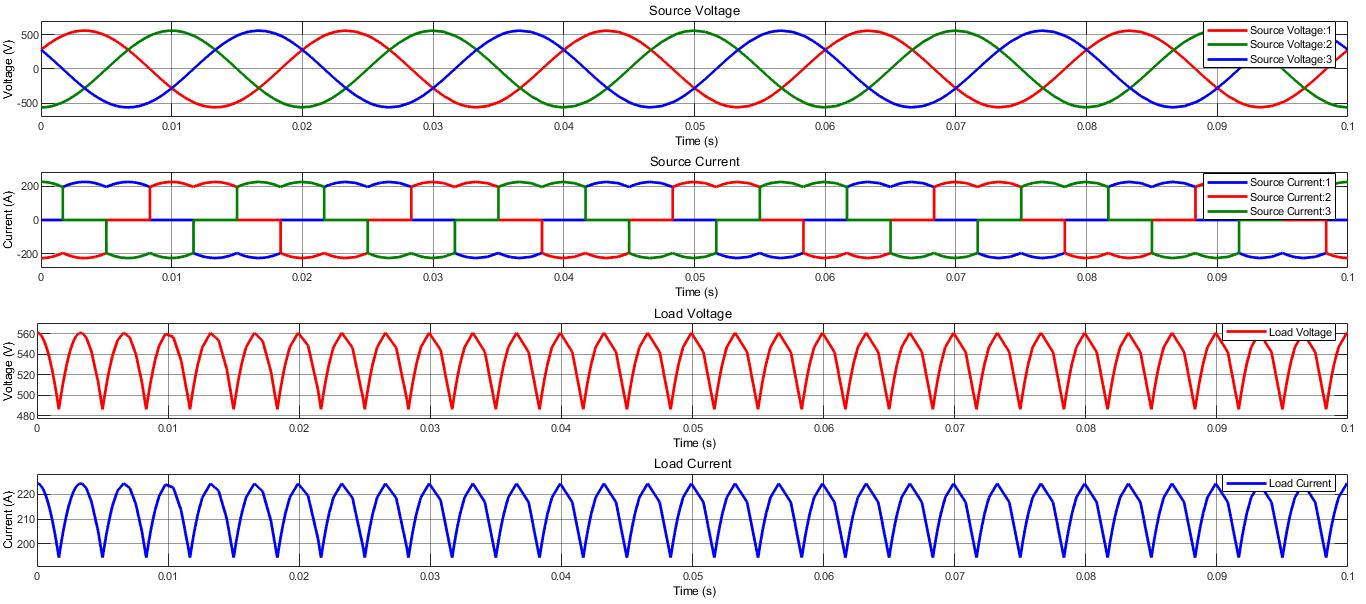 Source Voltage
Voltage (V)
500
0
-500
Source Voltage:1
Source Voltage:2
Source Voltage:3
0 0.01 0.02 0.03 0.04 0.05 0.06 0.07 0.08 0.09 0.1
Time (s)
Source Current
Current (A)
200
0
-200
Source Current:1
Source Current:2
Source Current:3
0 0.01 0.02 0.03 0.04 0.05 0.06 0.07 0.08 0.09 0.1
Time (s)
Load Voltage
Voltage (V)
560
540
520
500
480
Load Voltage
0 0.01 0.02 0.03 0.04 0.05 0.06 0.07 0.08 0.09 0.1
Time (s)
Load Current
Current (A)
220
210
200
Load Current
0 0.01 0.02 0.03 0.04 0.05 0.06 0.07 0.08 0.09 0.1
Time (s)